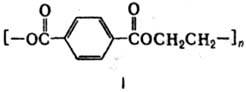 O O
[—OC COCH₂CH₂—]ₙ
I